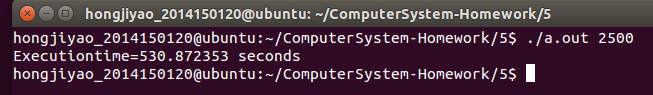 hongjiyao_2014150120@ubuntu: ~/ComputerSystem-Homework/5
hongjiyao_2014150120@ubuntu:~/ComputerSystem-Homework/5$ ./a.out 2500
Executiontime=530.872353 seconds
hongjiyao_2014150120@ubuntu:~/ComputerSystem-Homework/5$